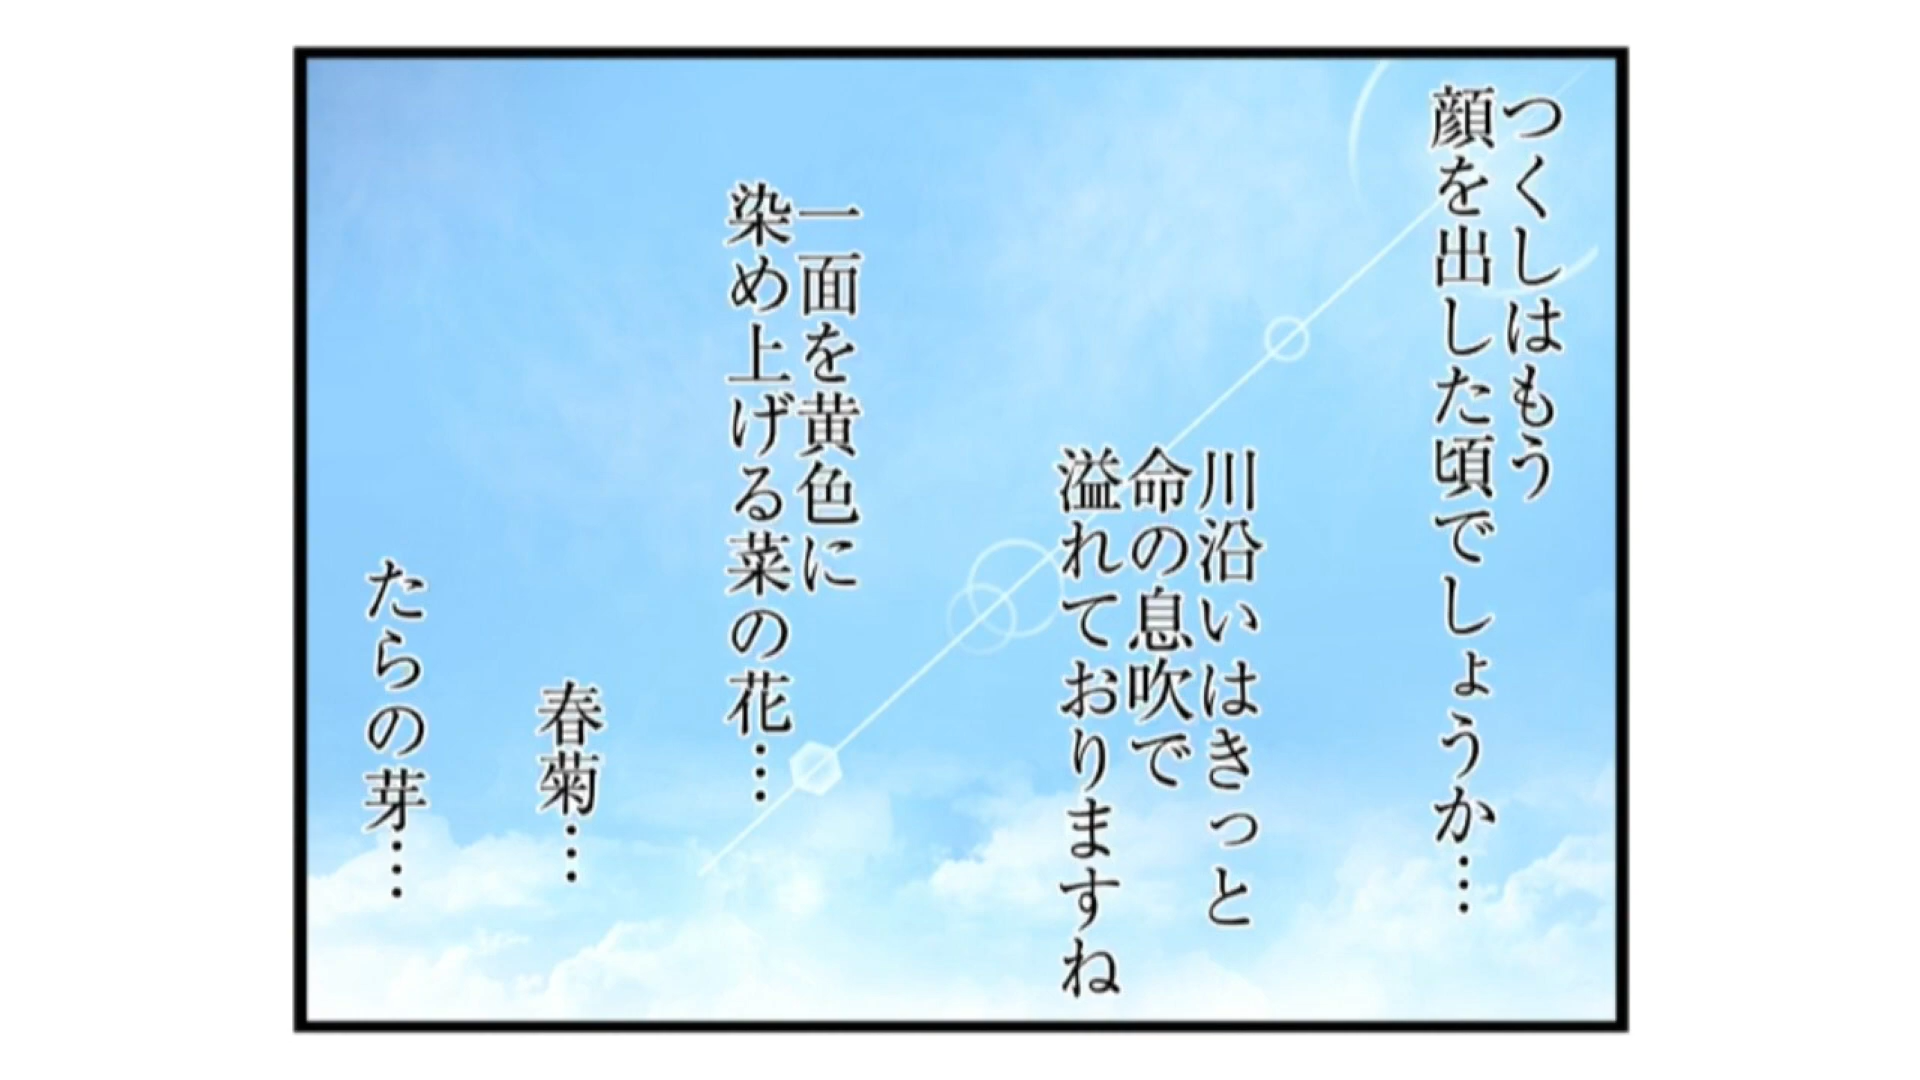 つくしはもう
顔を出した頃でしょうか…
川沿いはきっと
命の息吹で
溢れておりますね
一面を黄色に
染め上げる菜の花…
春菊…
たらの芽…